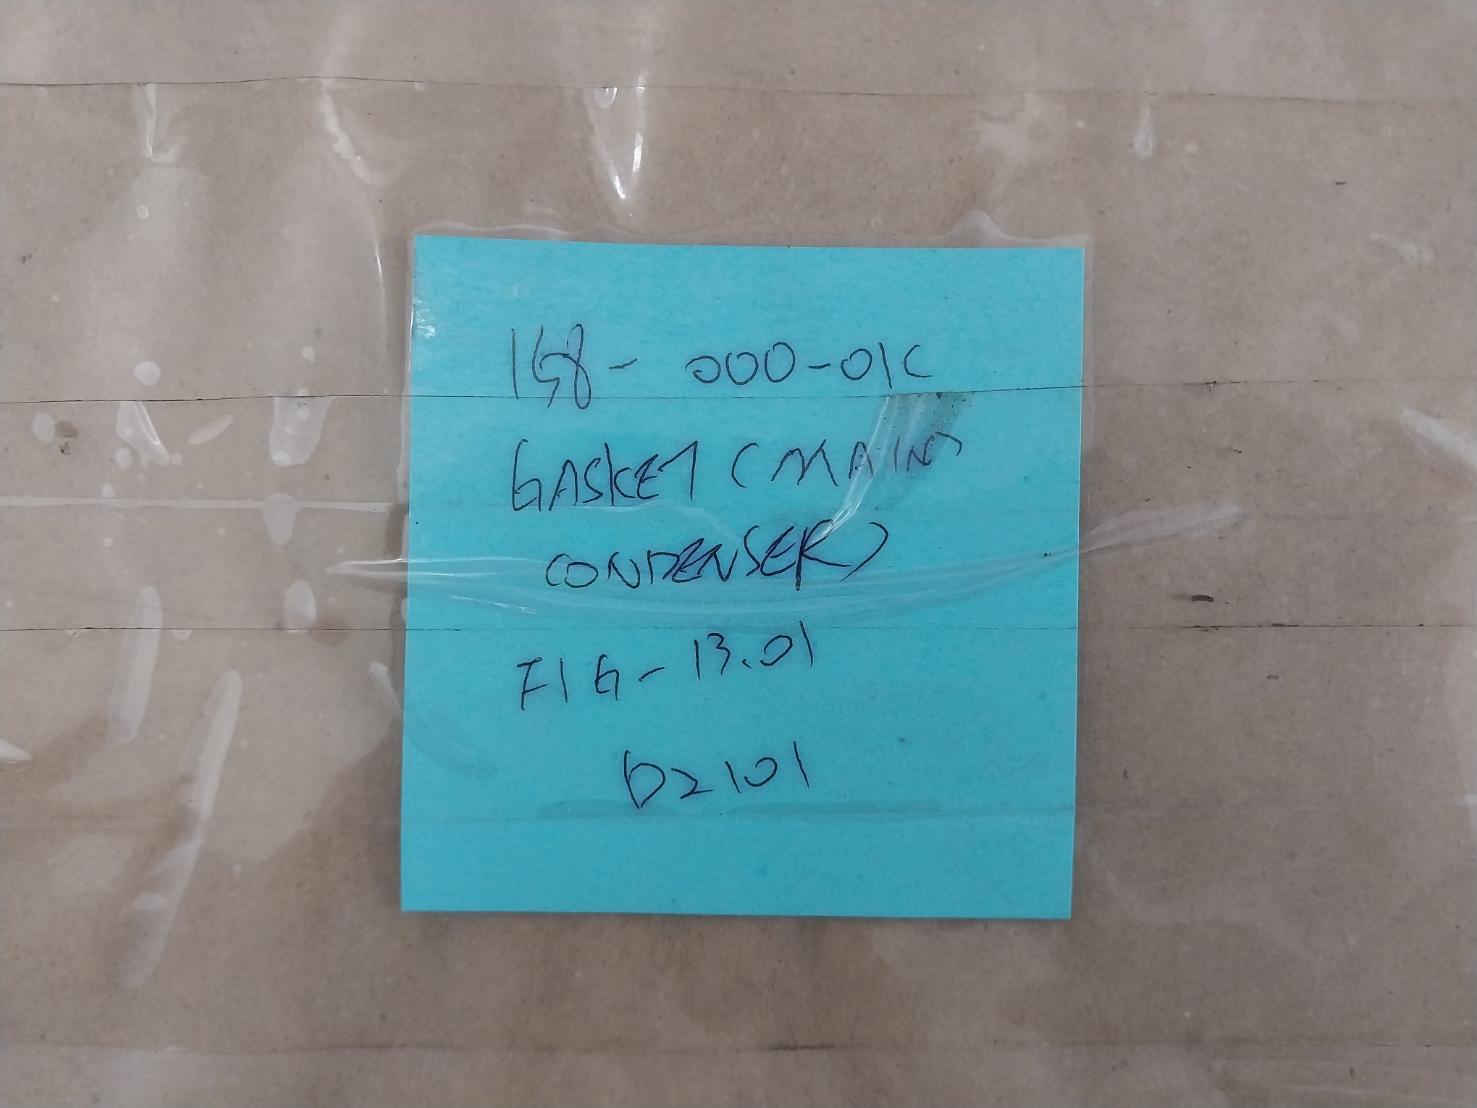 158- 000-01C
GASKET (MAIN)
CONDENSER)
FIG-13.01
D2101